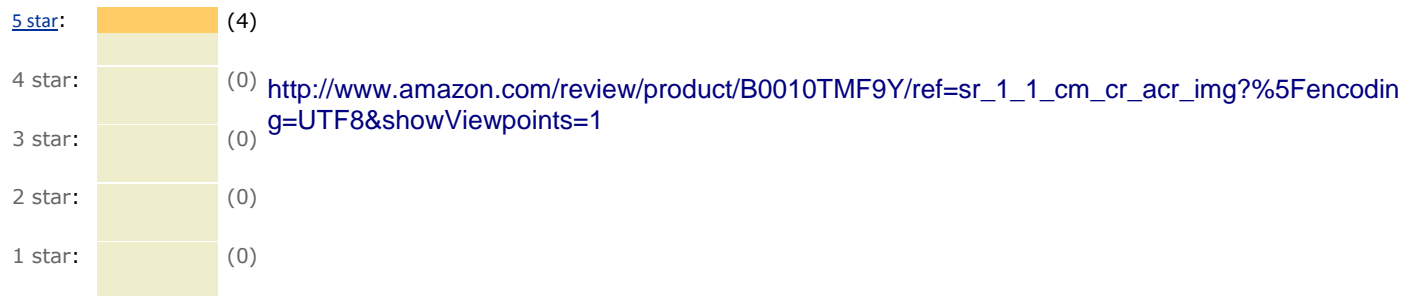 5 star: (4)
4 star: (0)
http://www.amazon.com/review/product/B0010TMF9Y/ref=sr_1_1_cm_cr_acr_img?%5Fencodin
g=UTF8&showViewpoints=1
3 star: (0)
2 star: (0)
1 star: (0)